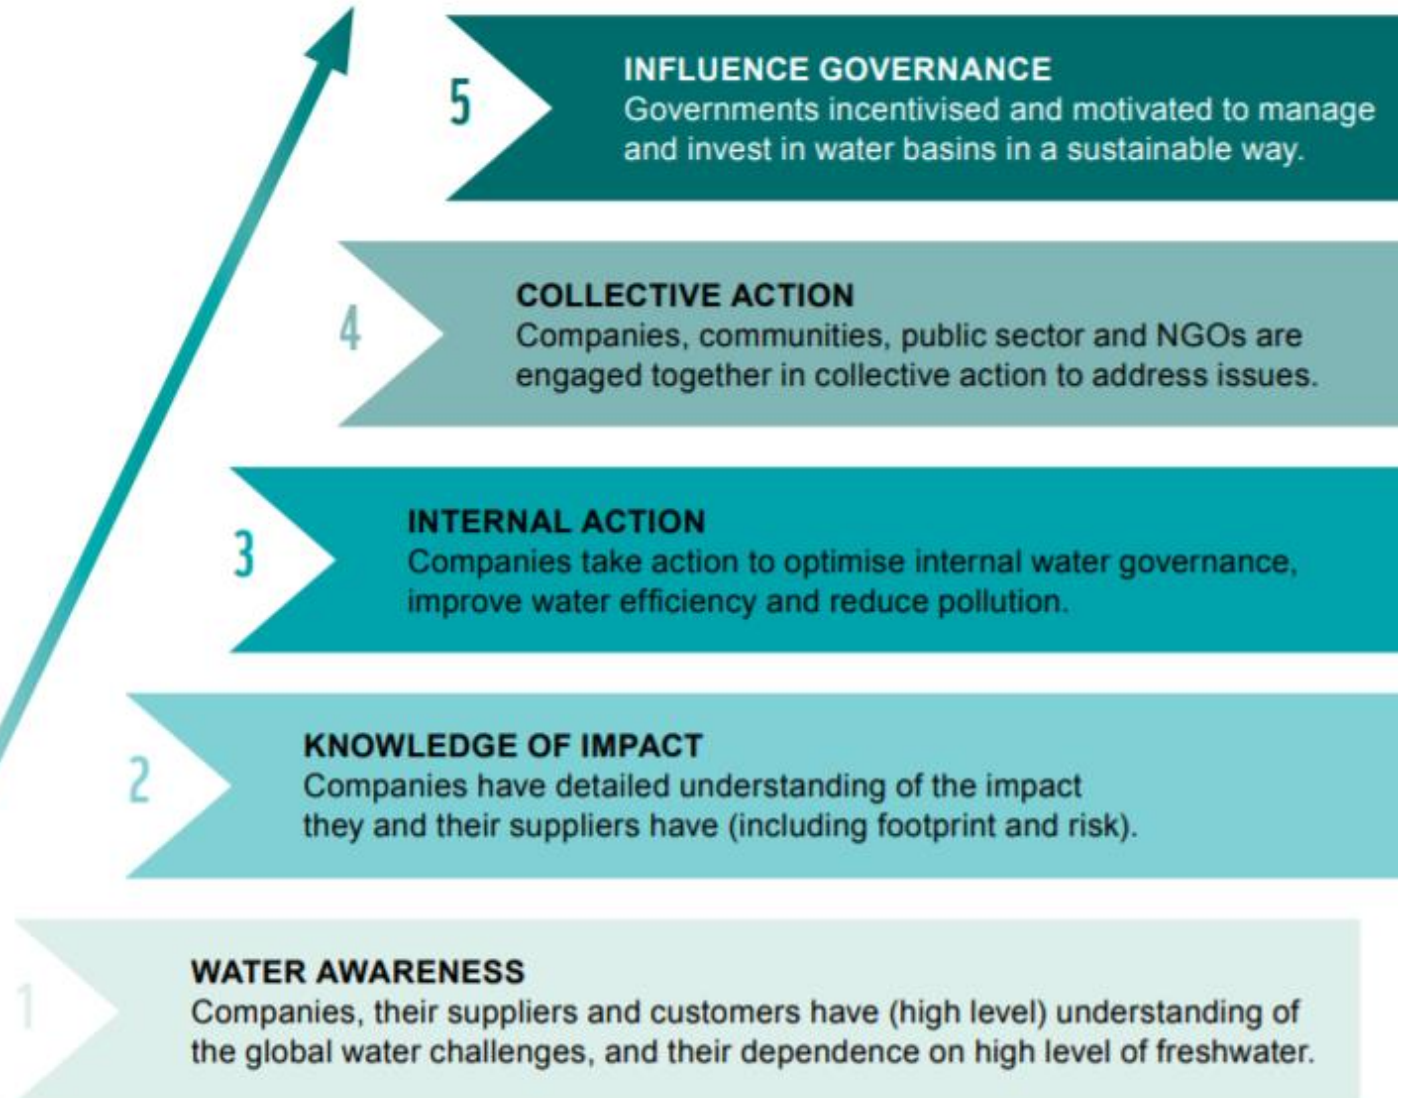 5
INFLUENCE GOVERNANCE
Governments incentivised and motivated to manage
and invest in water basins in a sustainable way.
4
COLLECTIVE ACTION
Companies, communities, public sector and NGOs are
engaged together in collective action to address issues.
3
INTERNAL ACTION
Companies take action to optimise internal water governance,
improve water efficiency and reduce pollution.
2
KNOWLEDGE OF IMPACT
Companies have detailed understanding of the impact
they and their suppliers have (including footprint and risk).
1
WATER AWARENESS
Companies, their suppliers and customers have (high level) understanding of
the global water challenges, and their dependence on high level of freshwater.